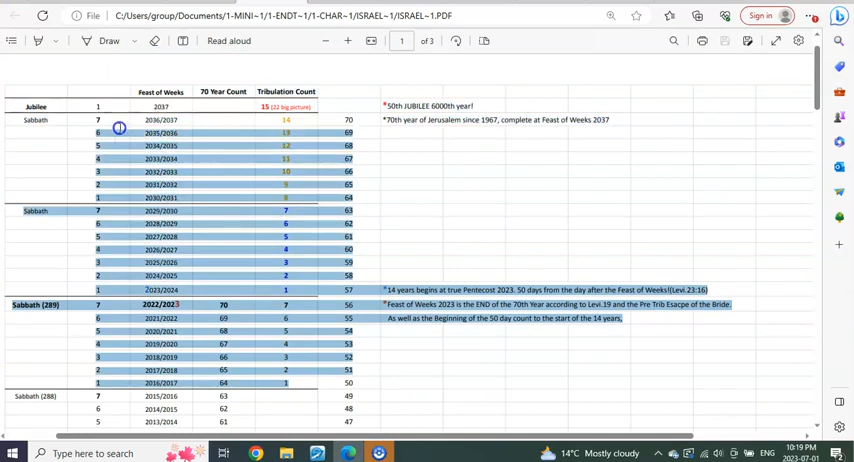 C:/Users/group/Documents/1-MINI~1/1-ENDT~1/1-CHAR~1/ISRAEL~1/ISRAEL~1.PDF
Sign in
Draw
Read aloud
1 of 3
Feast of Weeks 70 Year Count Tribulation Count
Jubilee 1 2037 15 (22 big picture) *50th JUBILEE 6000th year!
Sabbath 7 2036/2037 14 70 *70th year of Jerusalem since 1967, complete at Feast of Weeks 2037
6 2035/2036 13 69
5 2034/2035 12 68
4 2033/2034 11 67
3 2032/2033 10 66
2 2031/2032 9 65
1 2030/2031 8 64
Sabbath 7 2029/2030 7 63
6 2028/2029 6 62
5 2027/2028 5 61
4 2026/2027 4 60
3 2025/2026 3 59
2 2024/2025 2 58
1 2023/2024 1 57 *14 years begins at true Pentecost 2023. 50 days from the day after the Feast of Weeks!(Levi.23:16)
Sabbath (289) 7 2022/2023 70 7 56 *Feast of Weeks 2023 is the END of the 70th Year according to Levi.19 and the Pre Trib Esacpe of the Bride.
6 2021/2022 69 6 55 As well as the Beginning of the 50 day count to the start of the 14 years,
5 2020/2021 68 5 54
4 2019/2020 67 4 53
3 2018/2019 66 3 52
2 2017/2018 65 2 51
1 2016/2017 64 1 50
Sabbath (288) 7 2015/2016 63 49
6 2014/2015 62 48
5 2013/2014 61 47
Type here to search
14°C Mostly cloudy
ENG
10:19 PM
2023-07-01
2